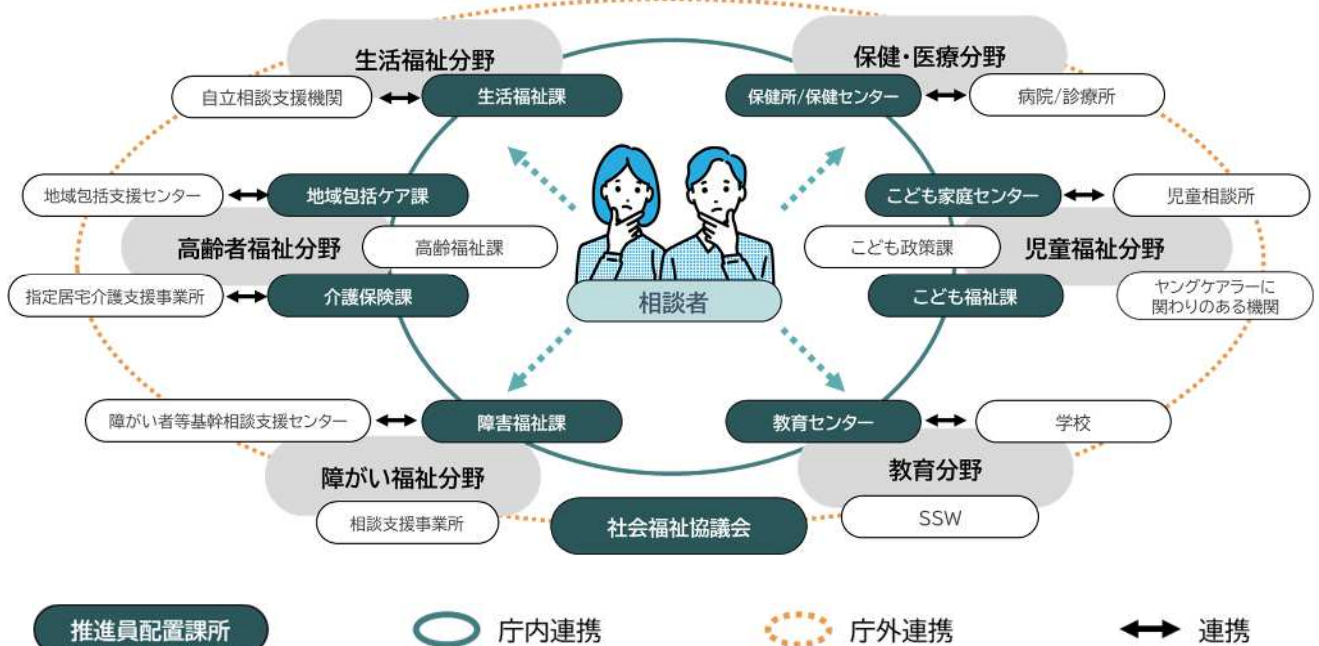 生活福祉分野
保健・医療分野
自立相談支援機関
生活福祉課
保健所/保健センター
病院/診療所
地域包括支援センター
地域包括ケア課
こども家庭センター
児童相談所
高齢者福祉分野
高齢福祉課
こども政策課
児童福祉分野
指定居宅介護支援事業所
介護保険課
相談者
こども福祉課
ヤングケアラーに
関わりのある機関
障がい者等基幹相談支援センター
障害福祉課
教育センター
学校
障がい福祉分野
教育分野
相談支援事業所
社会福祉協議会
SSW
推進員配置課所
庁内連携
庁外連携
連携